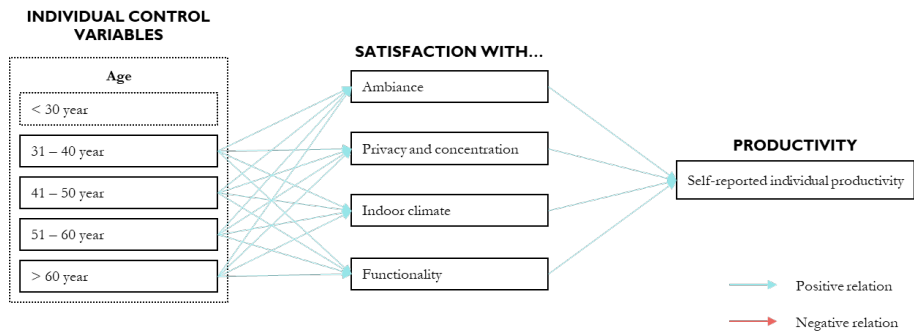 INDIVIDUAL CONTROL
VARIABLES
Age
< 30 year
31 – 40 year
41 – 50 year
51 – 60 year
> 60 year
SATISFACTION WITH...
Ambiance
Privacy and concentration
Indoor climate
Functionality
PRODUCTIVITY
Self-reported individual productivity
Positive relation
Negative relation